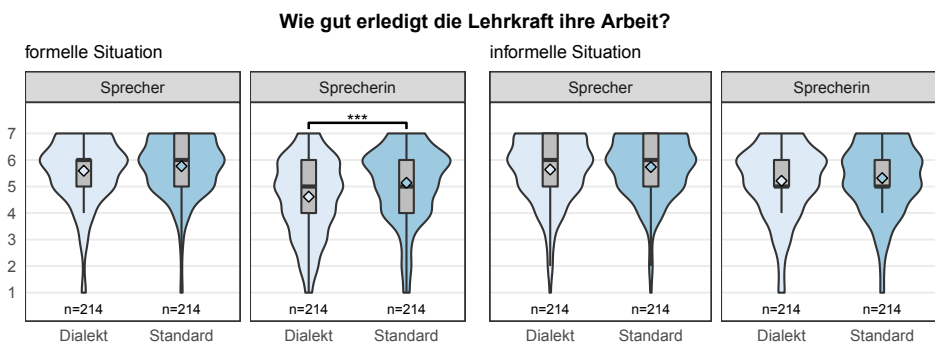 Wie gut erledigt die Lehrkraft ihre Arbeit?
formelle Situation
informelle Situation
Sprecher
Sprecherin
Sprecher
Sprecherin
***
7
6
5
4
3
2
1
n=214
n=214
n=214
n=214
n=214
n=214
n=214
n=214
Dialekt
Standard
Dialekt
Standard
Dialekt
Standard
Dialekt
Standard